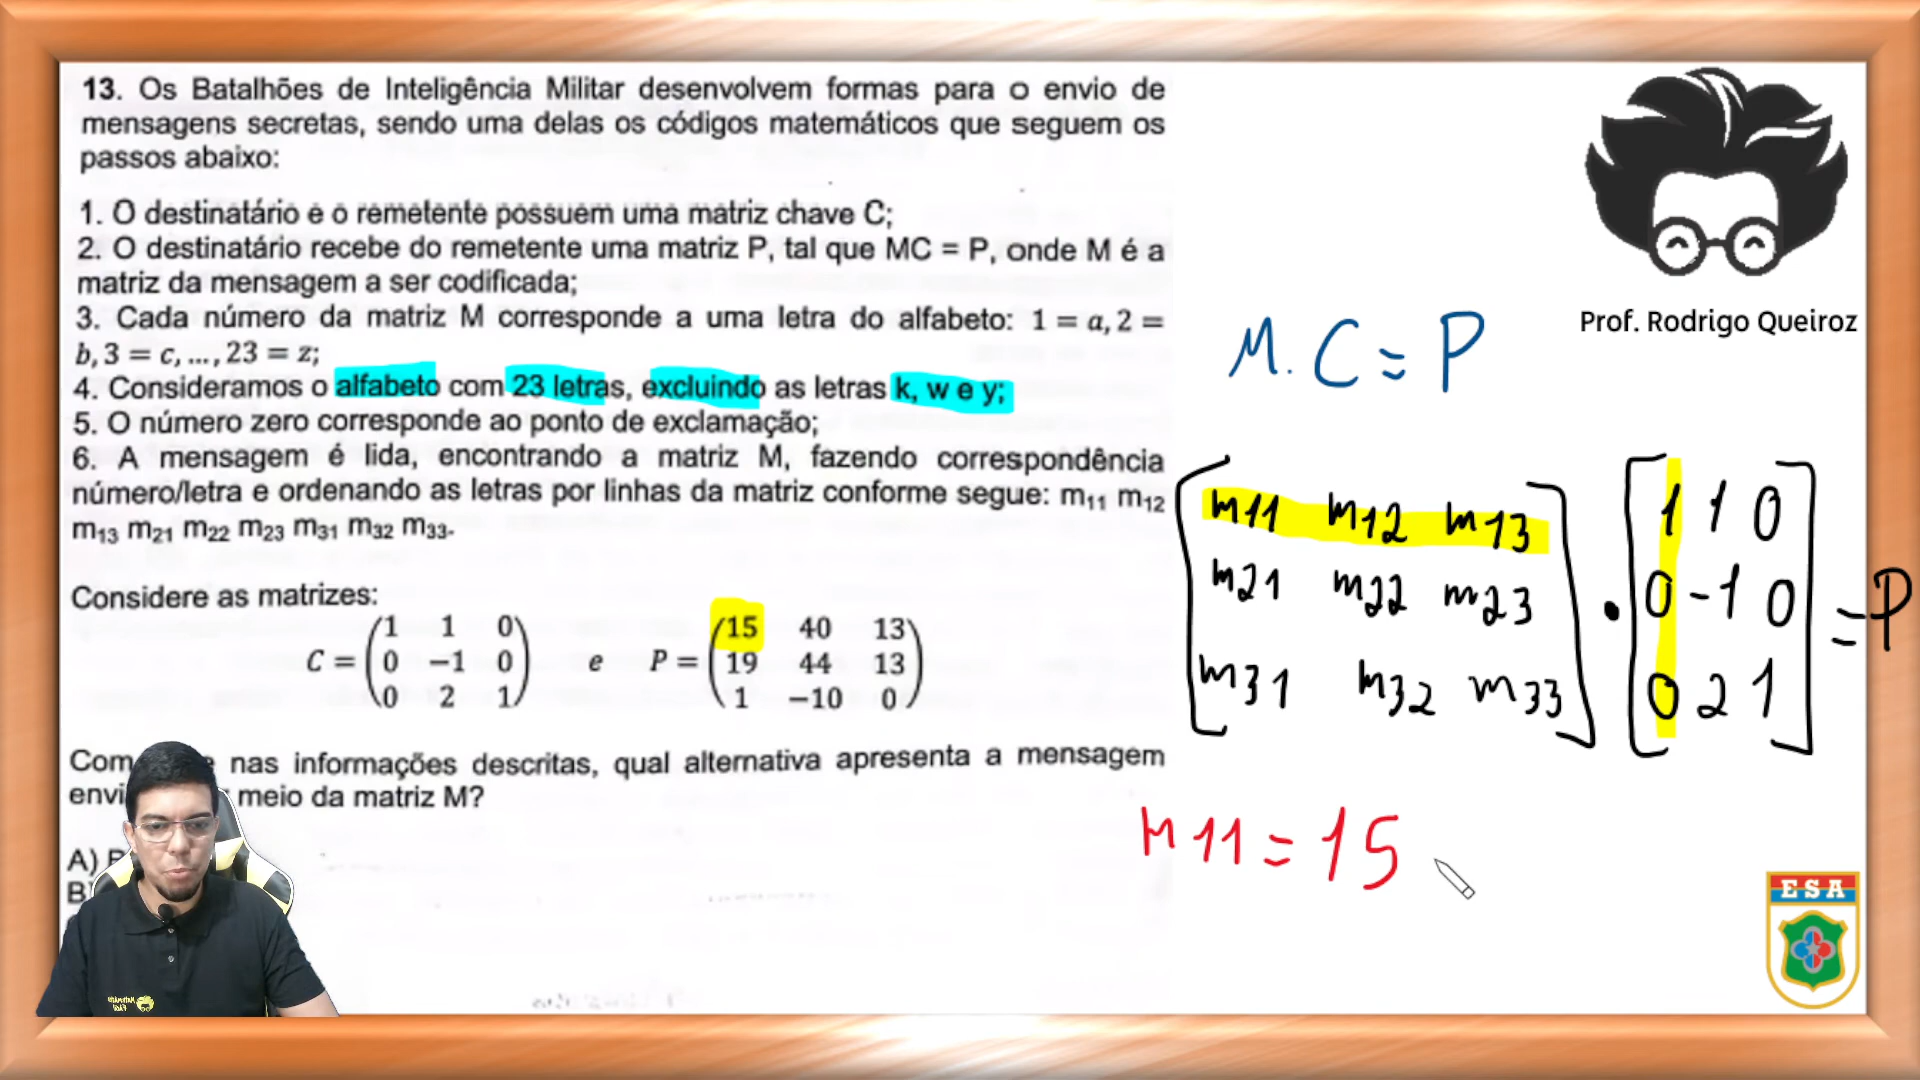 13. Os Batalhões de Inteligência Militar desenvolvem formas para o envio de
mensagens secretas, sendo uma delas os códigos matemáticos que seguem os
passos abaixo:
1. O destinatário e o remetente possuem uma matriz chave C;
2. O destinatário recebe do remetente uma matriz P, tal que MC = P, onde M é a
matriz da mensagem a ser codificada;
3. Cada número da matriz M corresponde a uma letra do alfabeto: 1 = a, 2 =
b, 3 = c, ..., 23 = z;
4. Consideramos o alfabeto com 23 letras, excluindo as letras k, w e y;
5. O número zero corresponde ao ponto de exclamação;
6. A mensagem é lida, encontrando a matriz M, fazendo correspondência
número/letra e ordenando as letras por linhas da matriz conforme segue: m₁₁ m₁₂
m₁₃ m₂₁ m₂₂ m₂₃ m₃₁ m₃₂ m₃₃.
Considere as matrizes:
1 1 0 15 40 13
C = 0 −1 0 e P = 19 44 13
0 2 1 1 −10 0
Com nas informações descritas, qual alternativa apresenta a mensagem
envi meio da matriz M?
A)
B)
Prof. Rodrigo Queiroz
M. C = P
m11 m12 m13 1 1 0
m21 m22 m23 • 0 -1 0 = P
m31 m32 m33 0 2 1
M11 = 15
ESA